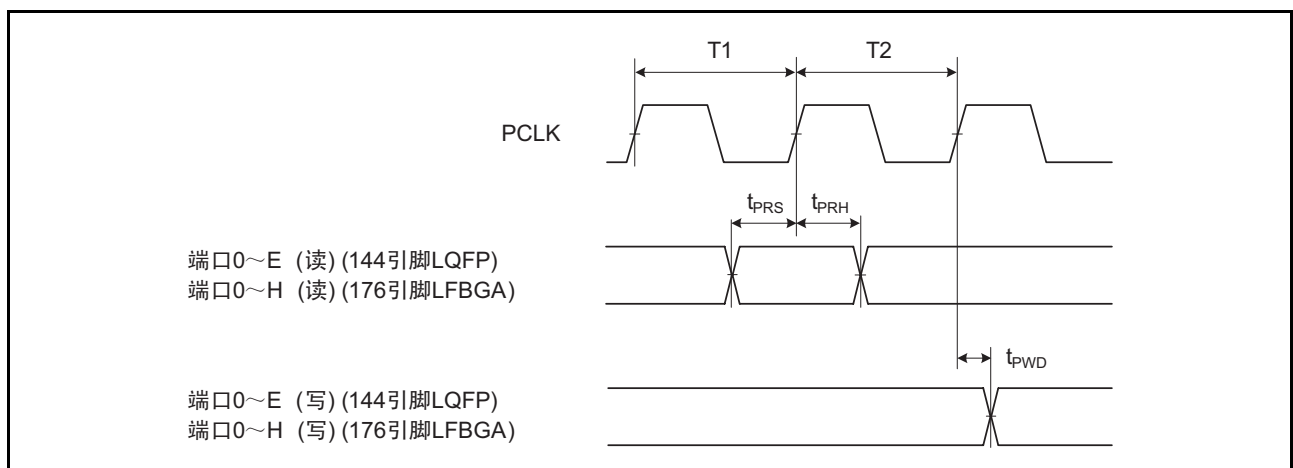 T1 T2
PCLK
tPRS tPRH
端口0～E (读) (144引脚LQFP)
端口0～H (读) (176引脚LFBGA)
tPWD
端口0～E (写) (144引脚LQFP)
端口0～H (写) (176引脚LFBGA)